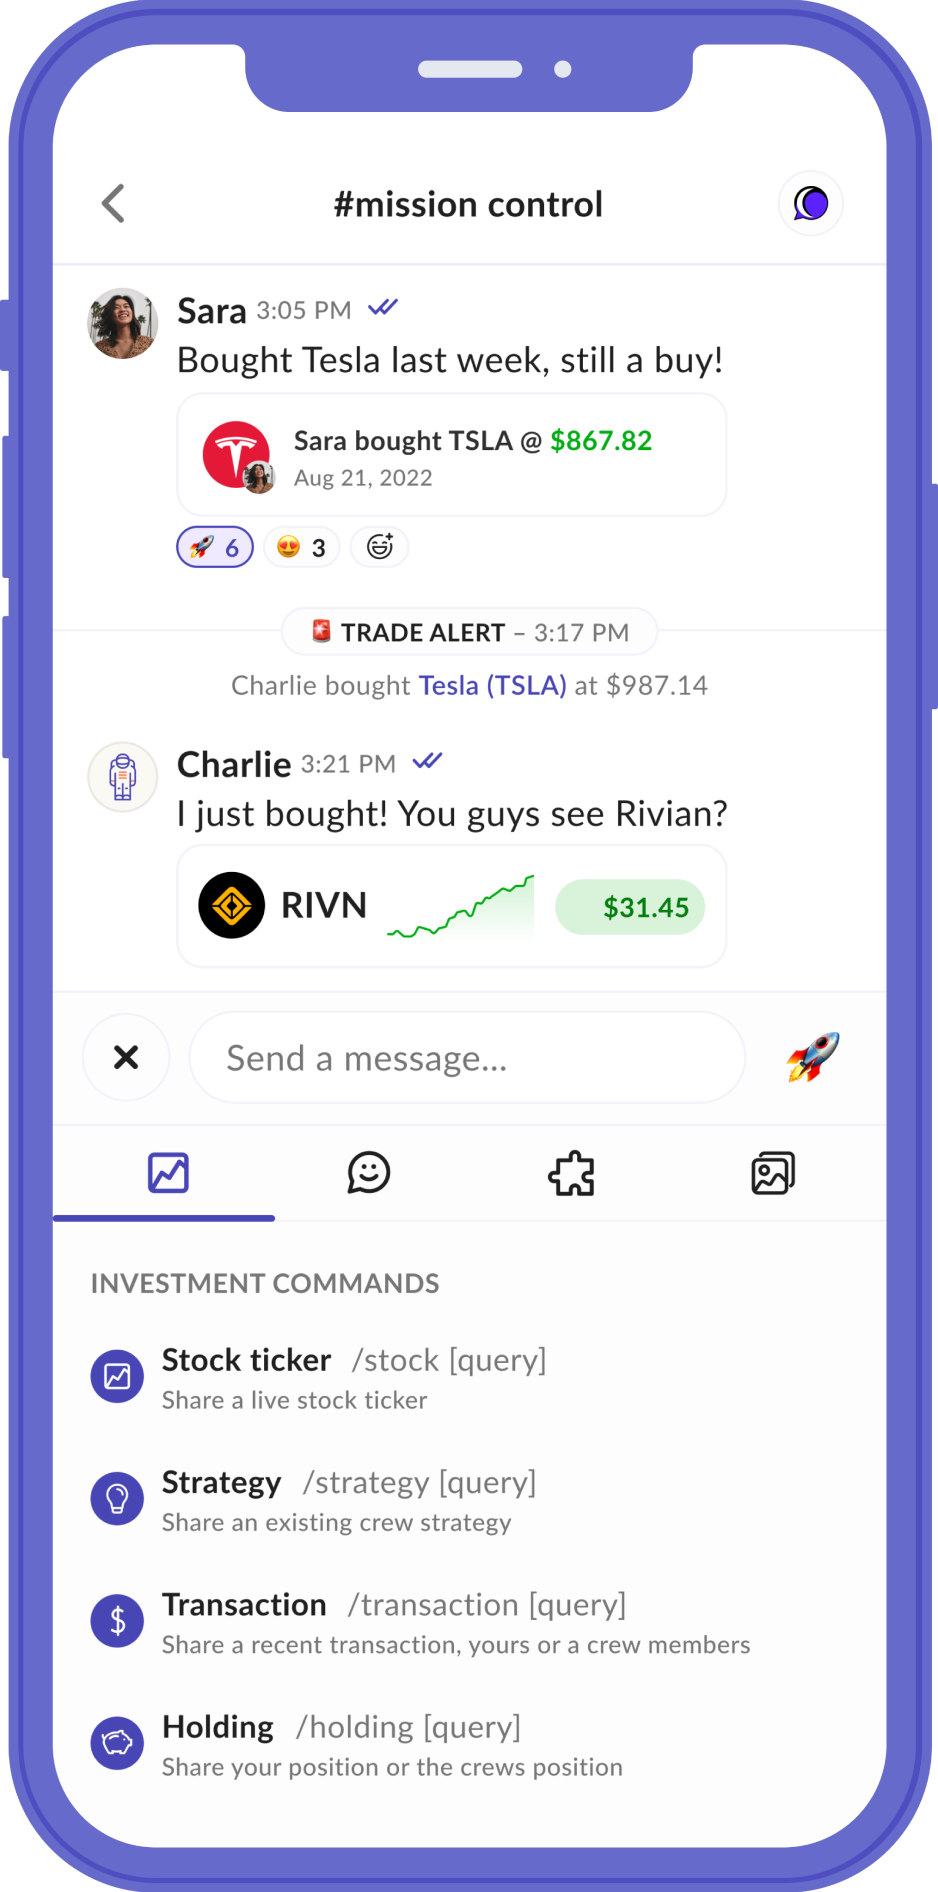 #mission control
Sara 3:05 PM
Bought Tesla last week, still a buy!
Sara bought TSLA @ $867.82
Aug 21, 2022
🚀 6 😍 3
🚨 TRADE ALERT – 3:17 PM
Charlie bought Tesla (TSLA) at $987.14
Charlie 3:21 PM
I just bought! You guys see Rivian?
RIVN $31.45
Send a message...
INVESTMENT COMMANDS
Stock ticker /stock [query]
Share a live stock ticker
Strategy /strategy [query]
Share an existing crew strategy
Transaction /transaction [query]
Share a recent transaction, yours or a crew members
Holding /holding [query]
Share your position or the crews position